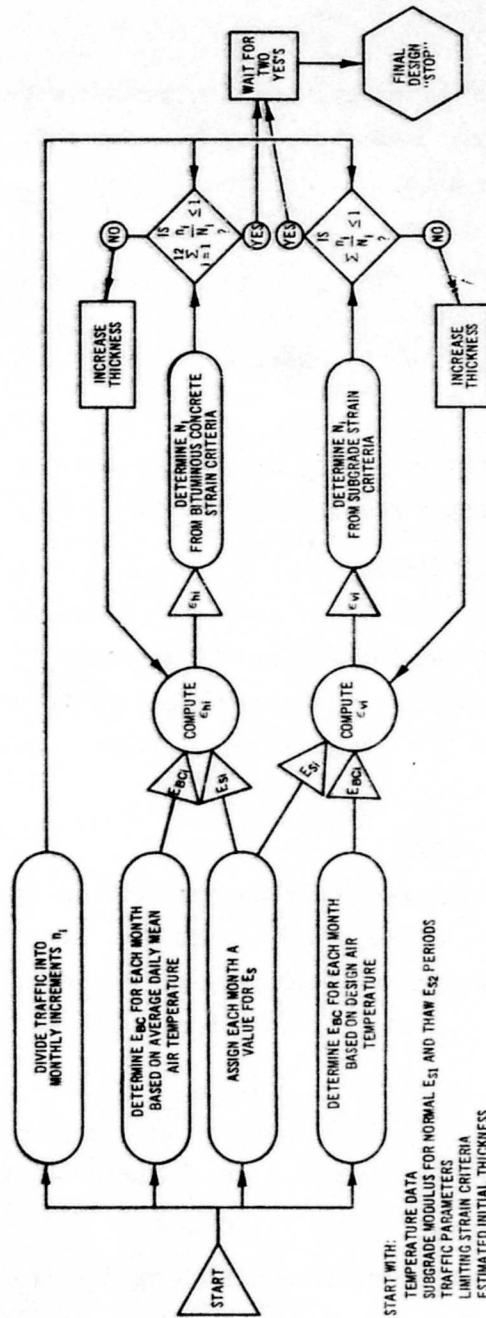 START
DIVIDE TRAFFIC INTO
MONTHLY INCREMENTS ni
DETERMINE EBC FOR EACH MONTH
BASED ON AVERAGE DAILY MEAN
AIR TEMPERATURE
ASSIGN EACH MONTH A
VALUE FOR ES
DETERMINE EBC FOR EACH MONTH
BASED ON DESIGN AIR
TEMPERATURE
EBCi
ESi
ESi
EBCi
COMPUTE
εhi
COMPUTE
εvi
εhi
εvi
DETERMINE Ni
FROM BITUMINOUS CONCRETE
STRAIN CRITERIA
DETERMINE Ni
FROM SUBGRADE STRAIN
CRITERIA
INCREASE
THICKNESS
INCREASE
THICKNESS
NO
IS
12
∑ ni/Ni ≤ 1
i = 1
?
YES
YES
IS
∑ ni/Ni ≤ 1
?
NO
WAIT FOR
TWO
YES'S
FINAL
DESIGN
"STOP"
START WITH:
TEMPERATURE DATA
SUBGRADE MODULUS FOR NORMAL ES1 AND THAW ES2 PERIODS
TRAFFIC PARAMETERS
LIMITING STRAIN CRITERIA
ESTIMATED INITIAL THICKNESS